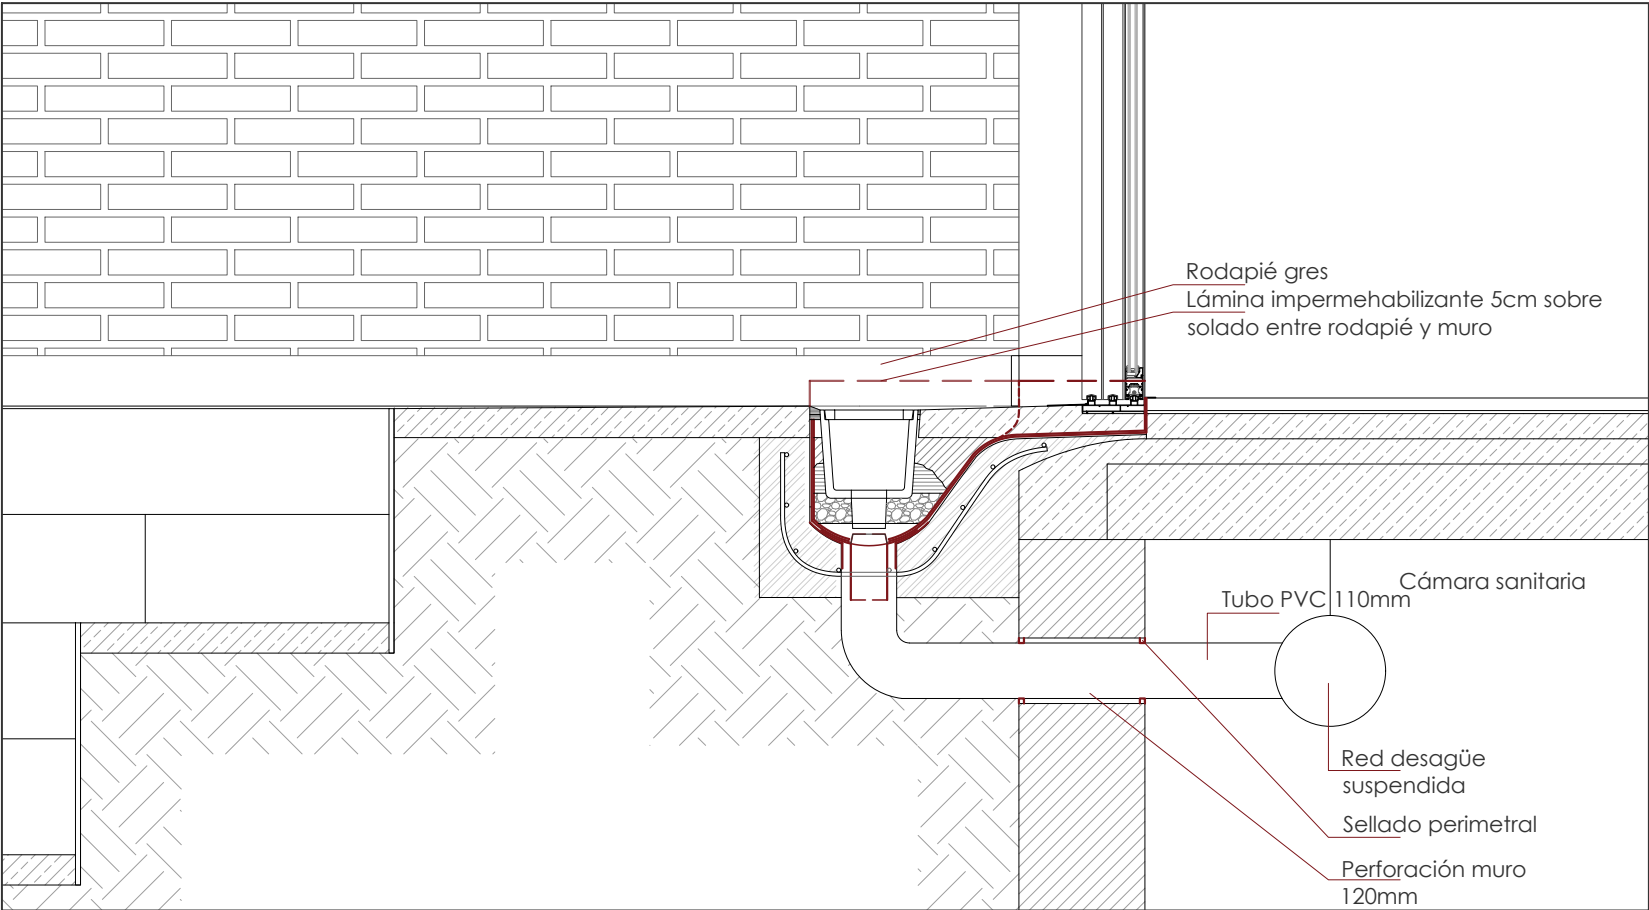 Rodapié gres
Lámina impermehabilizante 5cm sobre
solado entre rodapié y muro
Cámara sanitaria
Tubo PVC 110mm
Red desagüe
suspendida
Sellado perimetral
Perforación muro
120mm